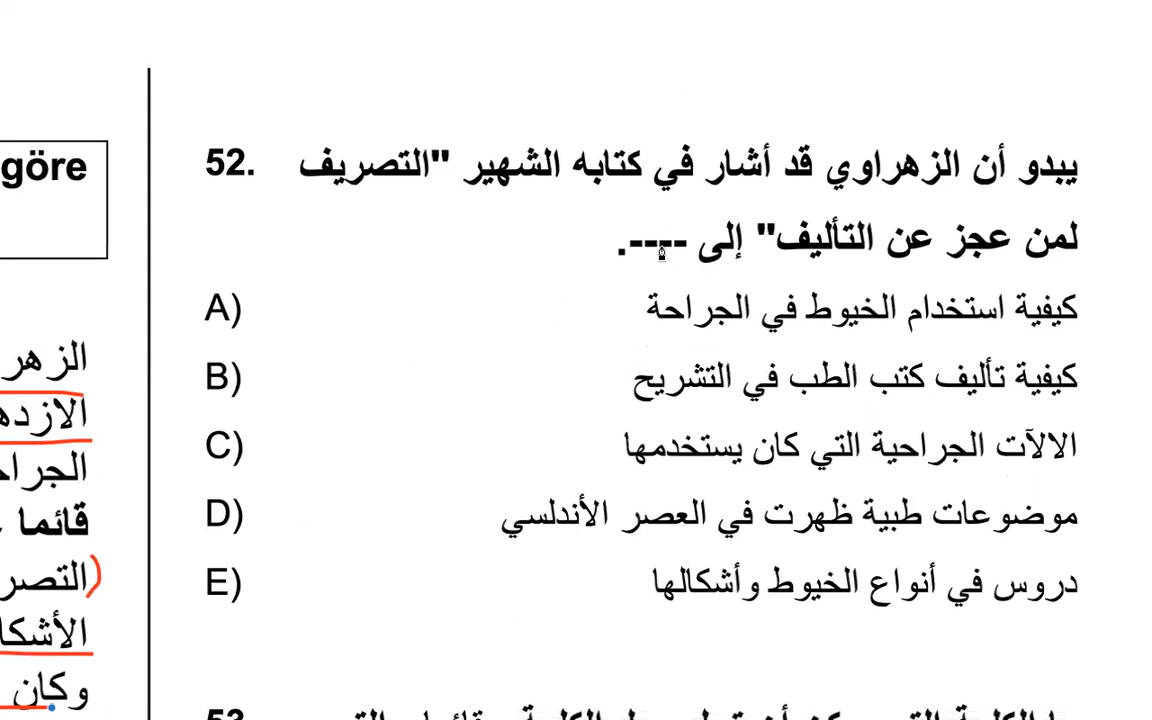 göre
الزهر
الازده
الجراح
قائما
(التصر
الأشكا
وكان
52. يبدو أن الزهراوي قد أشار في كتابه الشهير "التصريف
لمن عجز عن التأليف" إلى ----.
A) كيفية استخدام الخيوط في الجراحة
B) كيفية تأليف كتب الطب في التشريح
C) الالآت الجراحية التي كان يستخدمها
D) موضوعات طبية ظهرت في العصر الأندلسي
E) دروس في أنواع الخيوط وأشكالها